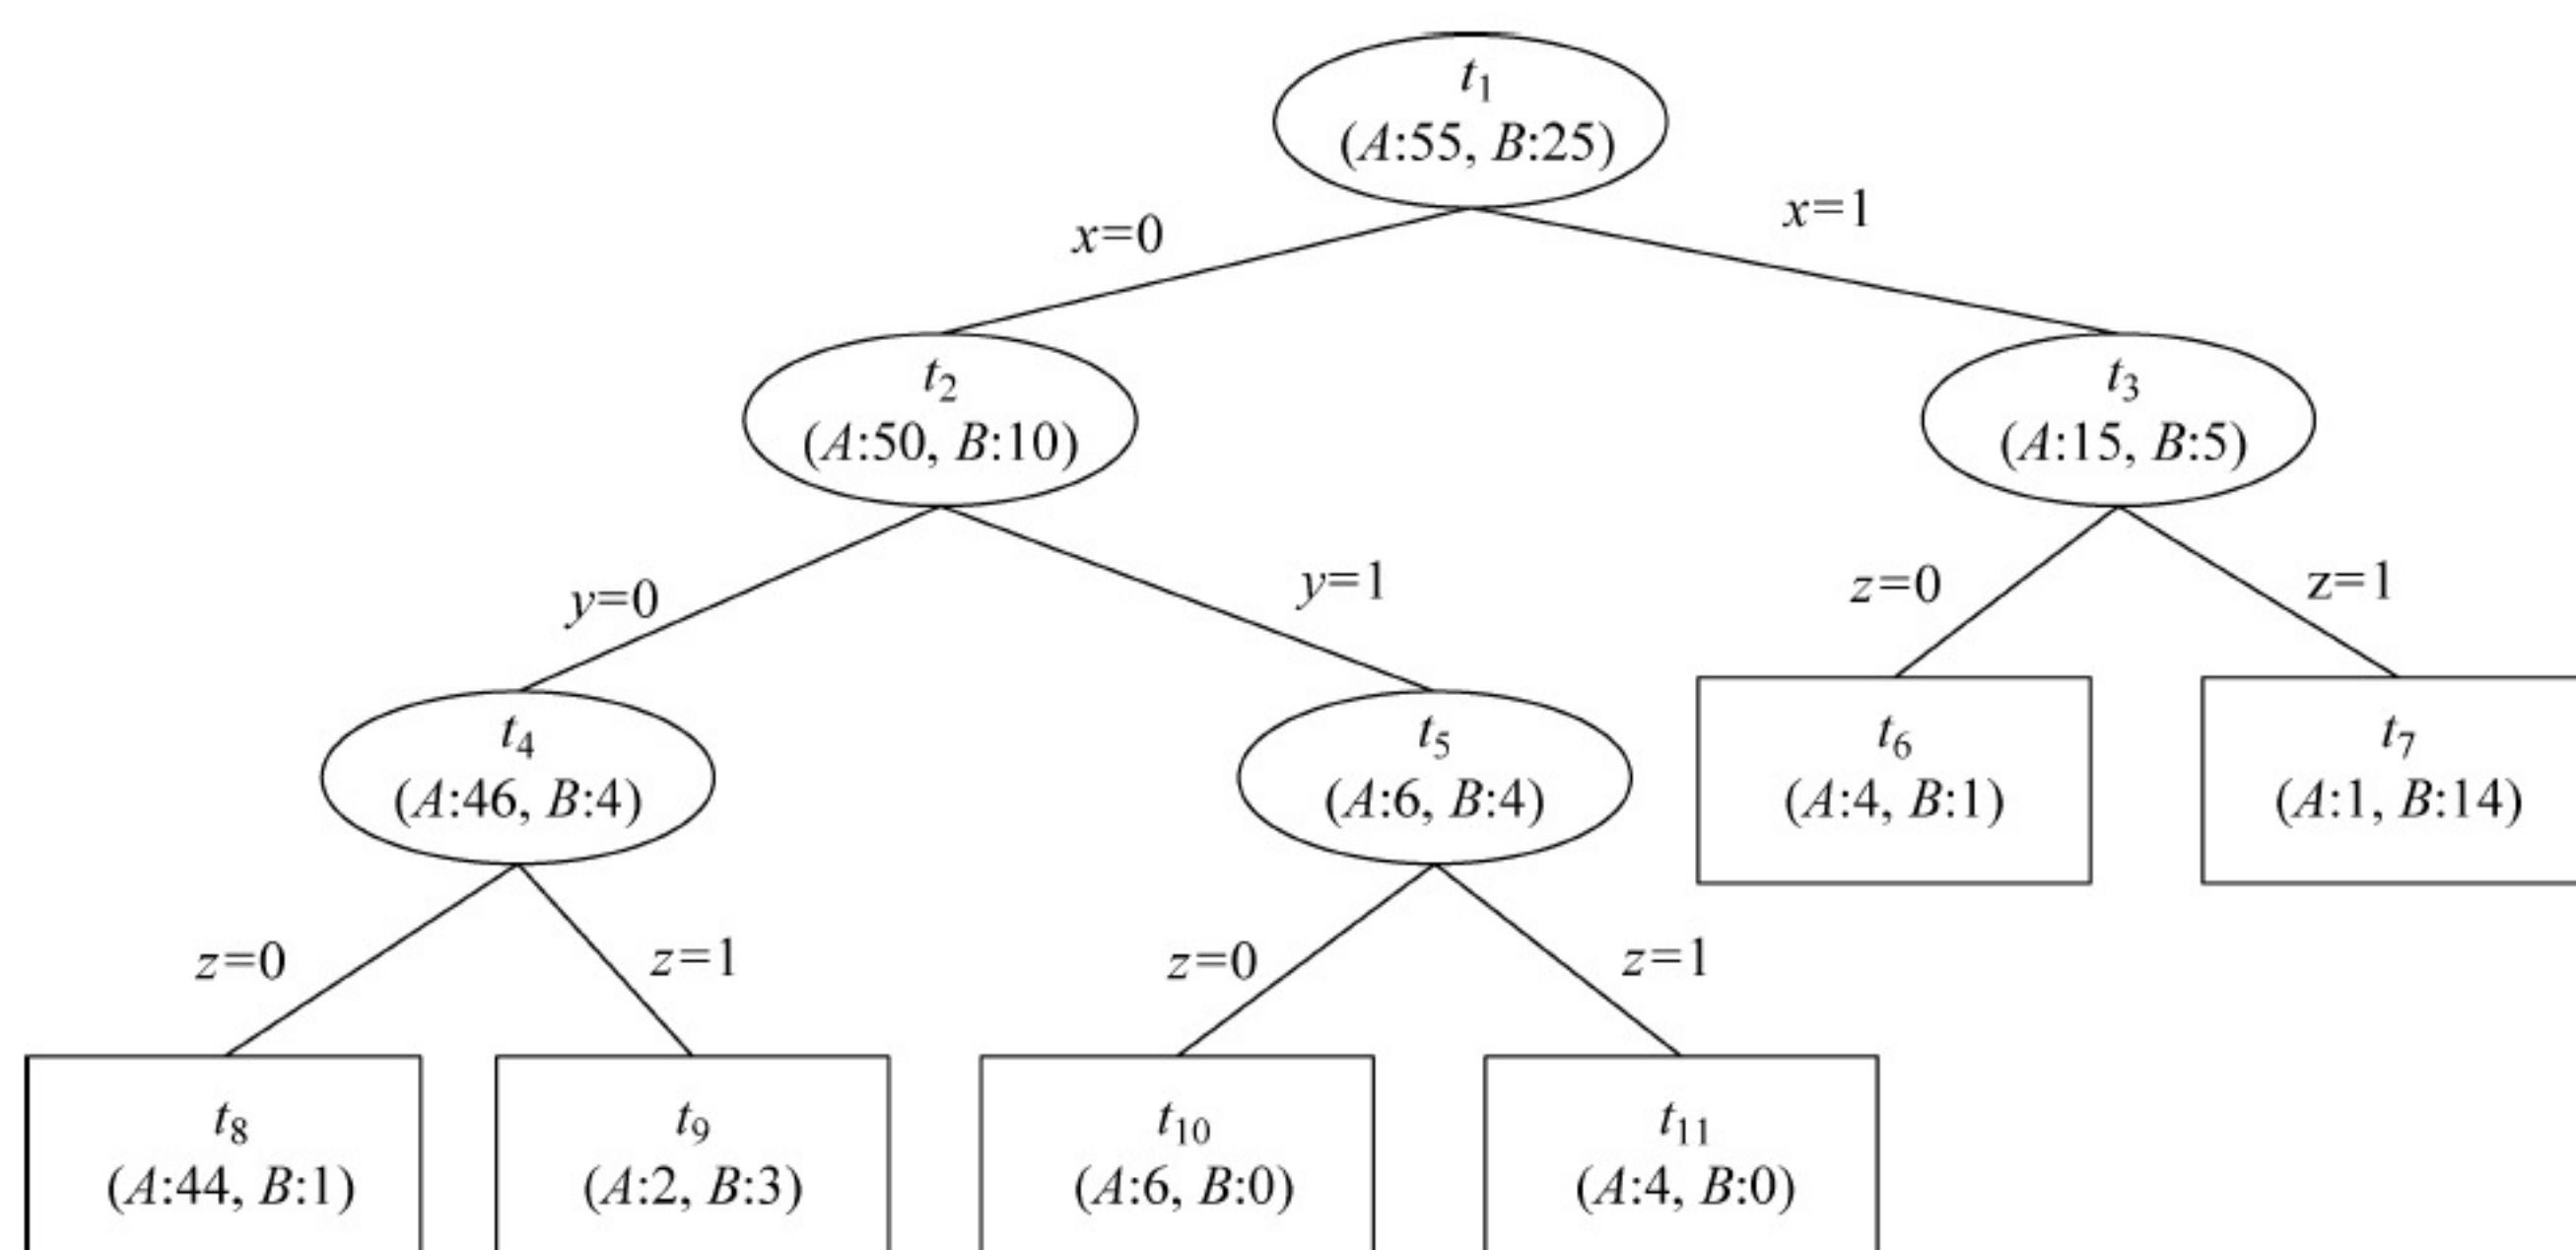 t₁
(A:55, B:25)
x=0
x=1
t₂
(A:50, B:10)
t₃
(A:15, B:5)
y=0
y=1
z=0
z=1
t₄
(A:46, B:4)
t₅
(A:6, B:4)
t₆
(A:4, B:1)
t₇
(A:1, B:14)
z=0
z=1
z=0
z=1
t₈
(A:44, B:1)
t₉
(A:2, B:3)
t₁₀
(A:6, B:0)
t₁₁
(A:4, B:0)